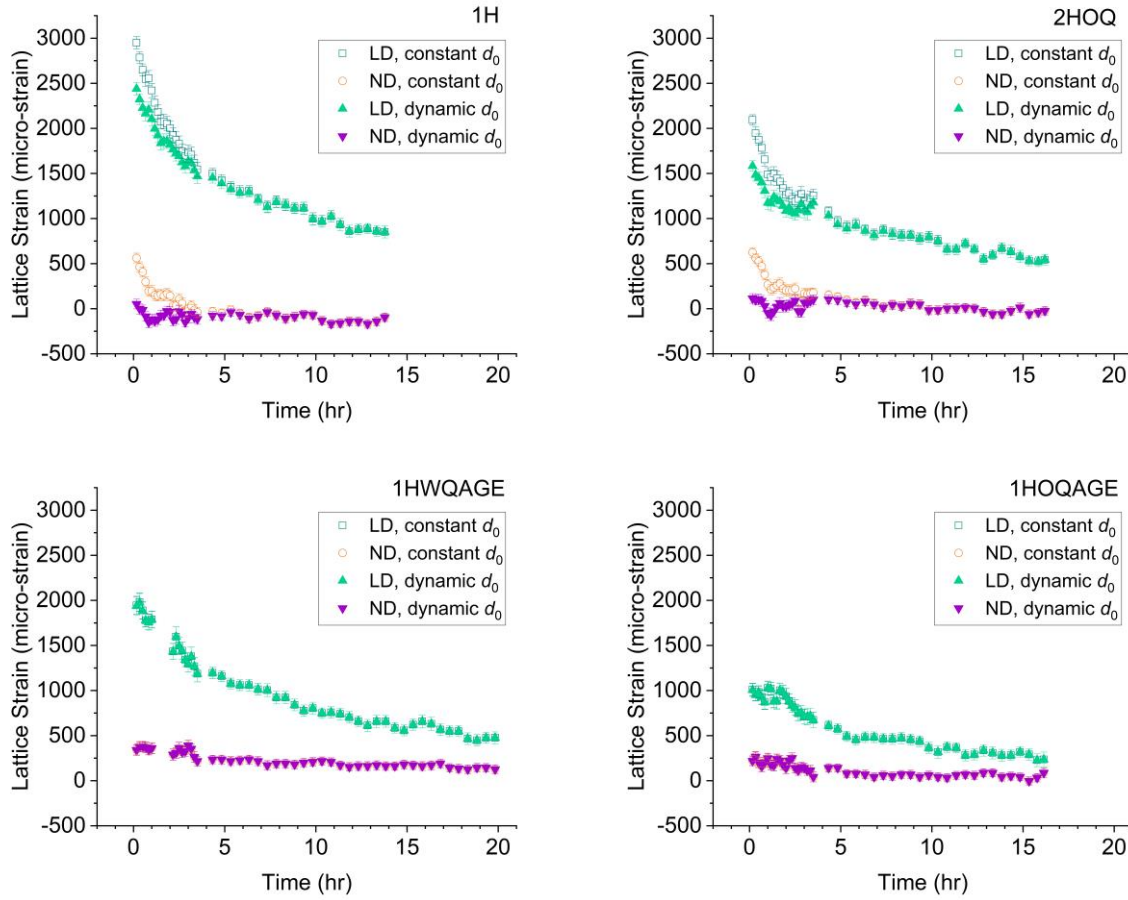 1H
3000
2500
2000
1500
1000
500
0
-500
Lattice Strain (micro-strain)
LD, constant d0
ND, constant d0
LD, dynamic d0
ND, dynamic d0
0 5 10 15 20
Time (hr)
2HOQ
3000
2500
2000
1500
1000
500
0
-500
Lattice Strain (micro-strain)
LD, constant d0
ND, constant d0
LD, dynamic d0
ND, dynamic d0
0 5 10 15 20
Time (hr)
1HWQAGE
3000
2500
2000
1500
1000
500
0
-500
Lattice Strain (micro-strain)
LD, constant d0
ND, constant d0
LD, dynamic d0
ND, dynamic d0
0 5 10 15 20
Time (hr)
1HOQAGE
3000
2500
2000
1500
1000
500
0
-500
Lattice Strain (micro-strain)
LD, constant d0
ND, constant d0
LD, dynamic d0
ND, dynamic d0
0 5 10 15 20
Time (hr)